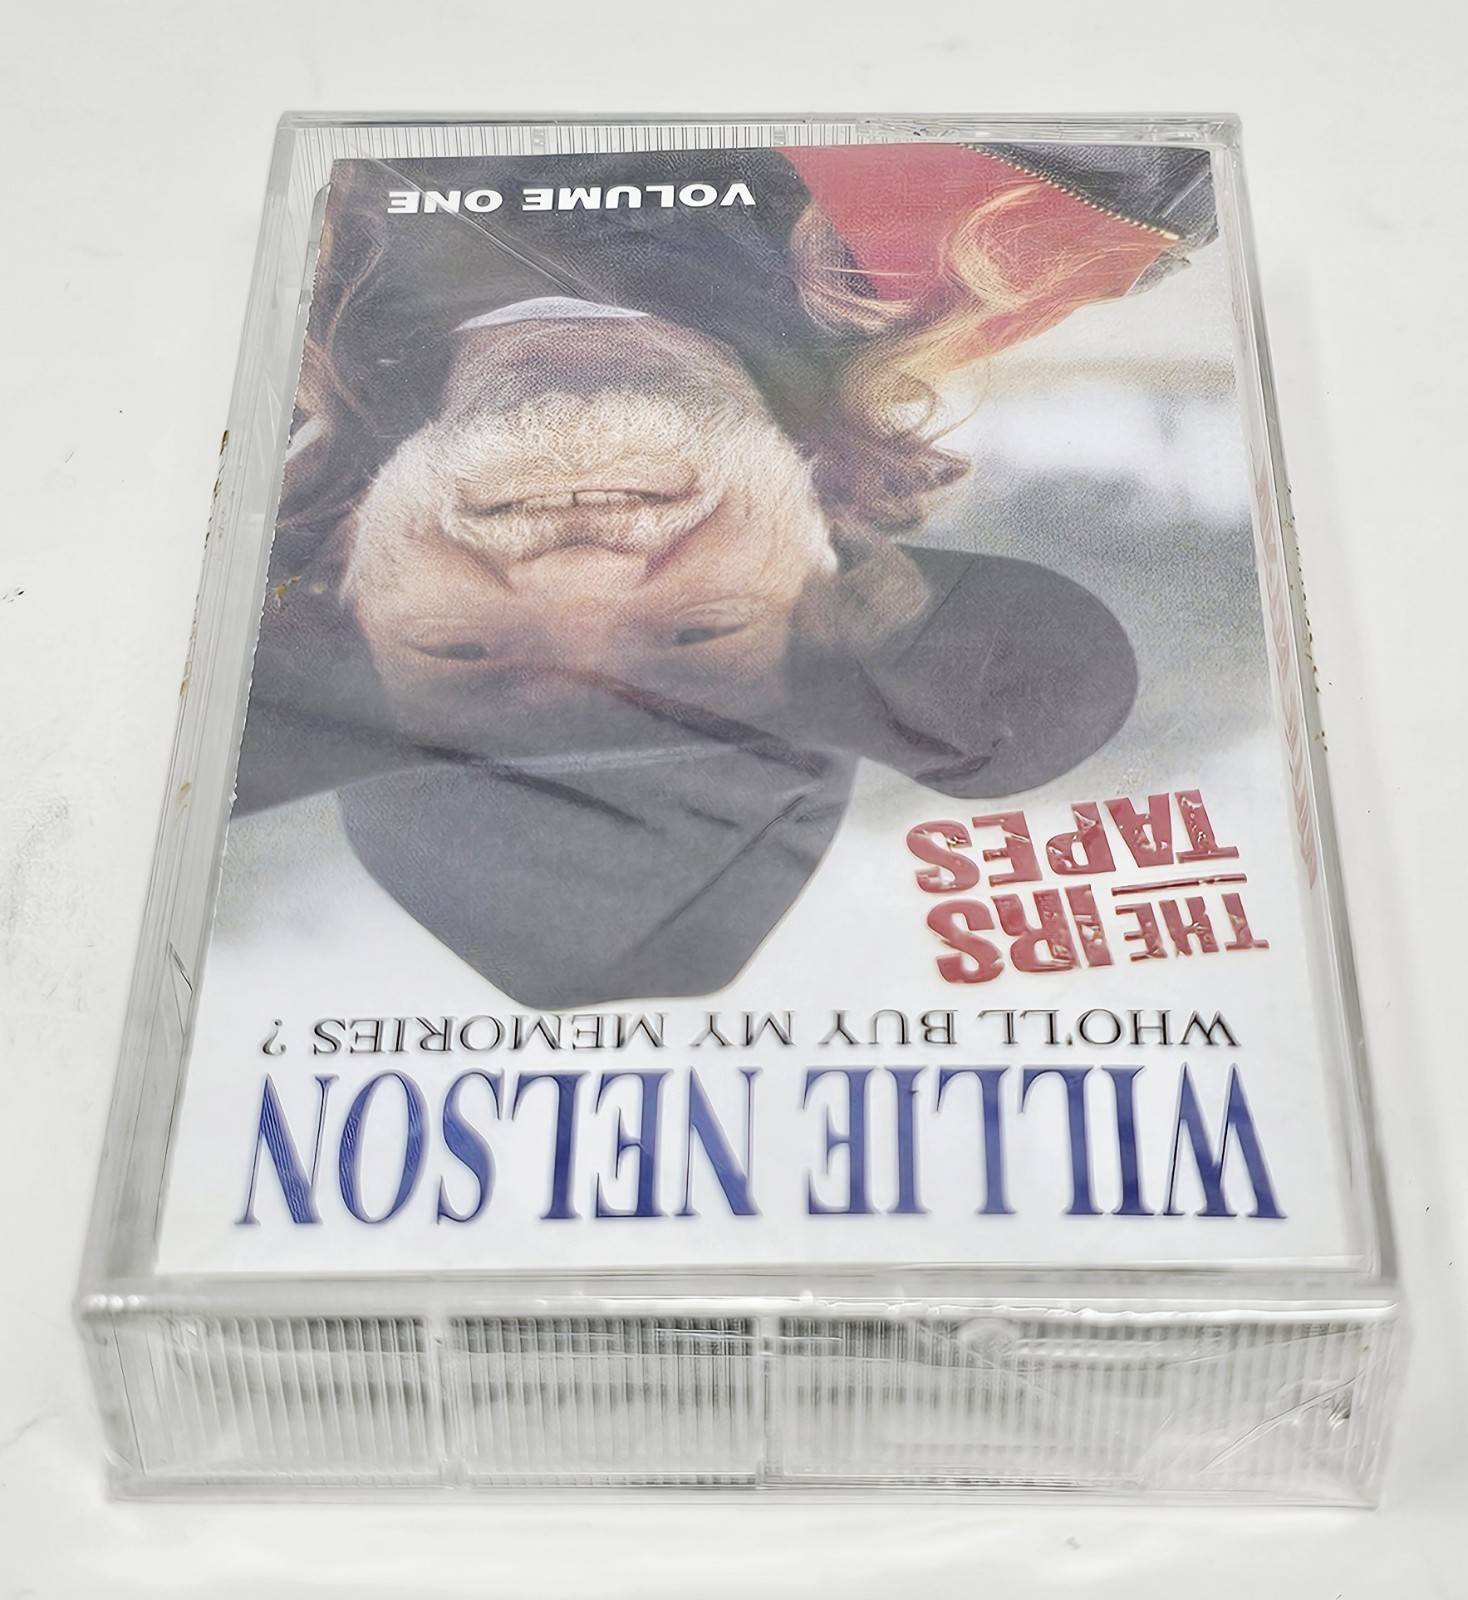 WILLIE NELSON
WHO'LL BUY MY MEMORIES ?
THE IRS
TAPES
VOLUME ONE